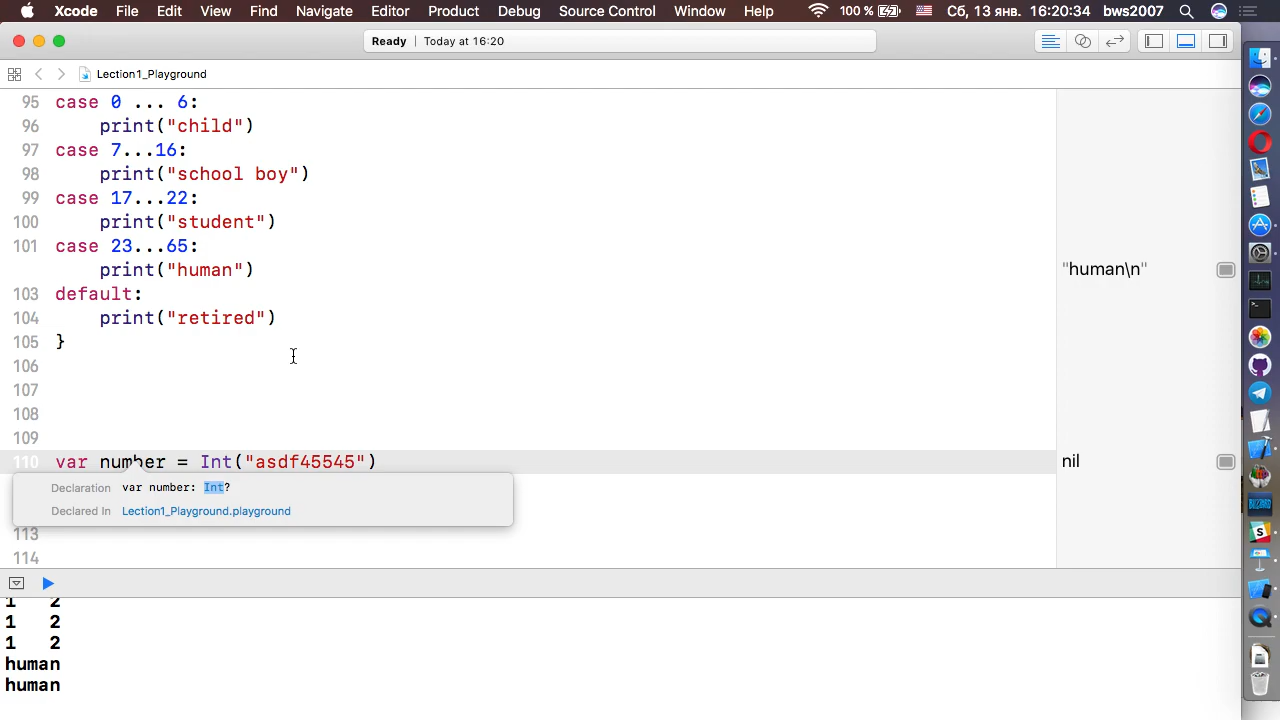 Xcode File Edit View Find Navigate Editor Product Debug Source Control Window Help 100 % Сб, 13 янв. 16:20:34 bws2007
Ready | Today at 16:20
Lection1_Playground
95 case 0 ... 6:
96 print("child")
97 case 7...16:
98 print("school boy")
99 case 17...22:
100 print("student")
101 case 23...65:
print("human") "human\n"
103 default:
104 print("retired")
105 }
106
107
108
109
110 var number = Int("asdf45545") nil
Declaration var number: Int?
Declared In Lection1_Playground.playground
113
114
1 2
1 2
1 2
human
human